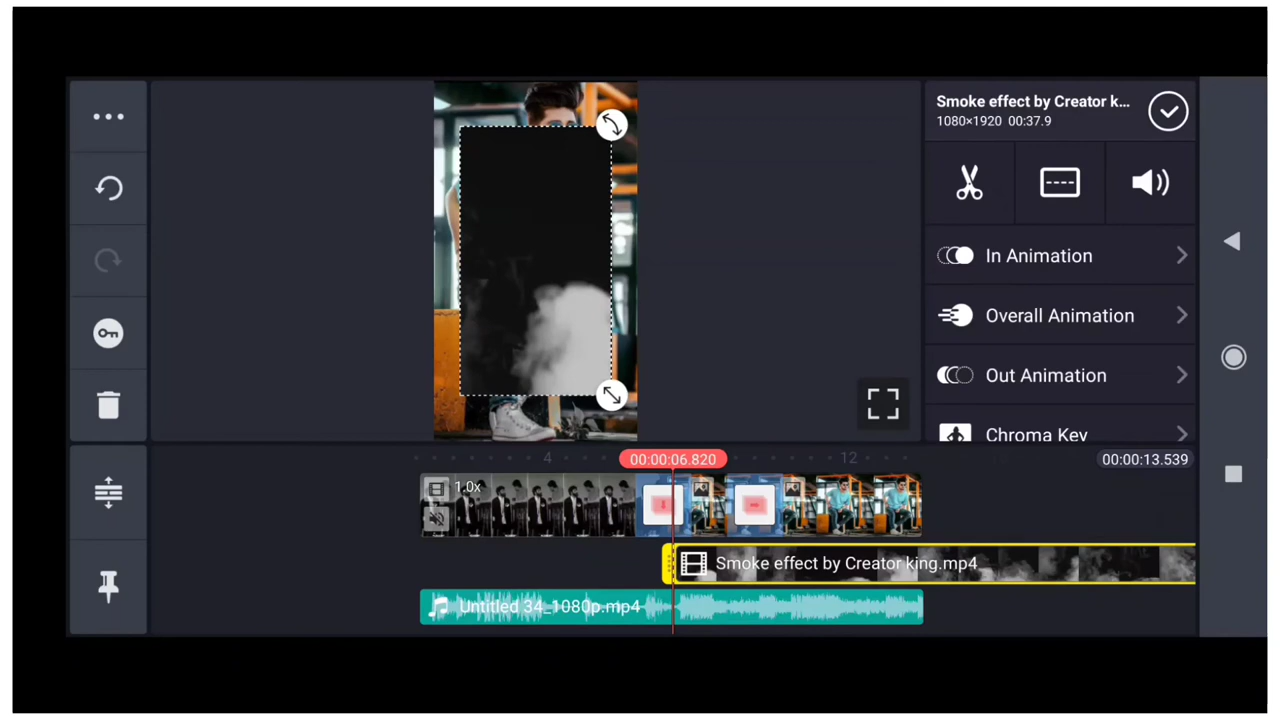 Smoke effect by Creator k...
1080×1920 00:37.9
In Animation
Overall Animation
Out Animation
Chroma Key
4
00:00:06.820
12
00:00:13.539
1.0x
Smoke effect by Creator king.mp4
Untitled 34_1080p.mp4